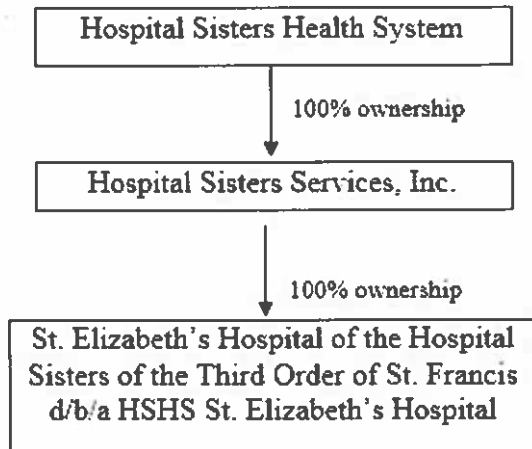 Hospital Sisters Health System
100% ownership
Hospital Sisters Services, Inc.
100% ownership
St. Elizabeth's Hospital of the Hospital
Sisters of the Third Order of St. Francis
d/b/a HSHS St. Elizabeth's Hospital